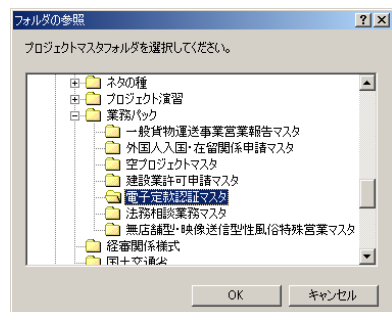 フォルダの参照
プロジェクトマスタフォルダを選択してください。
ネタの種
プロジェクト演習
業務パック
一般貨物運送事業営業報告マスタ
外国人入国・在留関係申請マスタ
空プロジェクトマスタ
建設業許可申請マスタ
電子定款認証マスタ
法務相談業務マスタ
無店舗型・映像送信型性風俗特殊営業マスタ
経審関係様式
国土交通省
OK
キャンセル